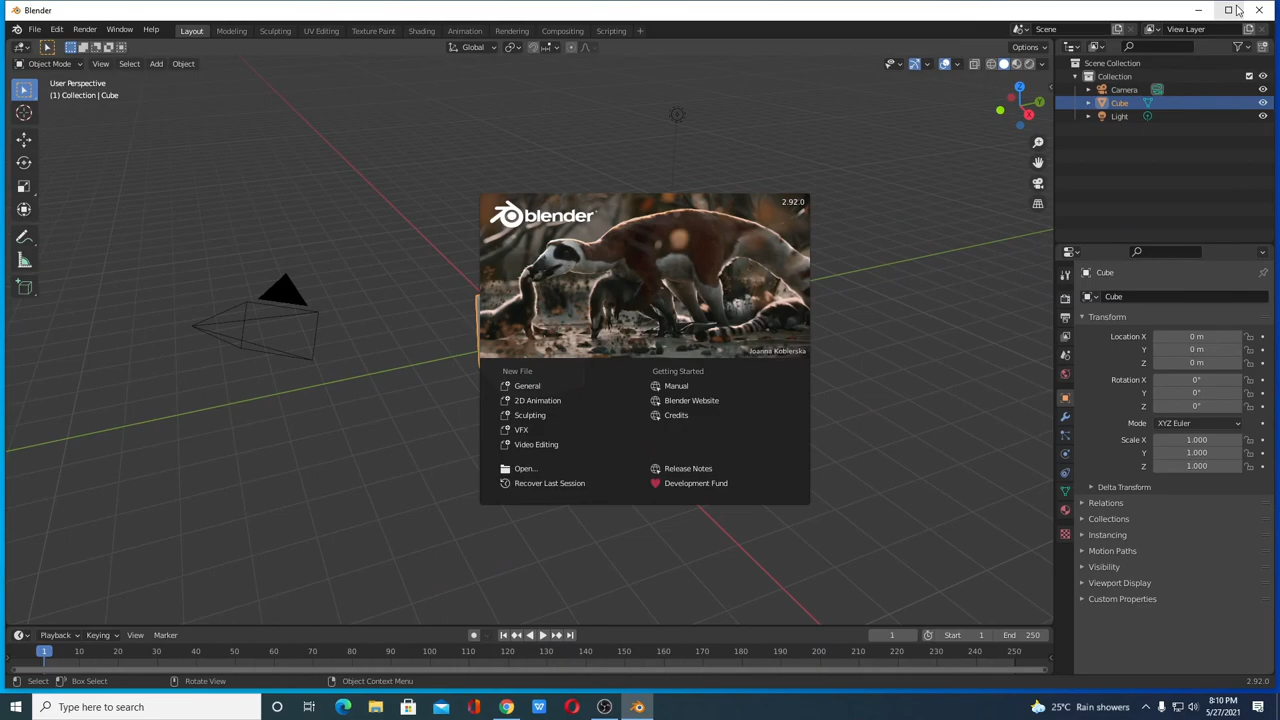 Blender
File Edit Render Window Help
Layout Modeling Sculpting UV Editing Texture Paint Shading Animation Rendering Compositing Scripting +
Scene View Layer
Global Options
Object Mode View Select Add Object
User Perspective
(1) Collection | Cube
Z
Y
X
Scene Collection
Collection
Camera
Cube
Light
2.92.0
blender
Joanna Kobierska
New File
General
2D Animation
Sculpting
VFX
Video Editing
Open...
Recover Last Session
Getting Started
Manual
Blender Website
Credits
Release Notes
Development Fund
Cube
Cube
Transform
Location X 0 m
Y 0 m
Z 0 m
Rotation X 0°
Y 0°
Z 0°
Mode XYZ Euler
Scale X 1.000
Y 1.000
Z 1.000
Delta Transform
Relations
Collections
Instancing
Motion Paths
Visibility
Viewport Display
Custom Properties
Playback Keying View Marker 1 Start 1 End 250
1 10 20 30 40 50 60 70 80 90 100 110 120 130 140 150 160 170 180 190 200 210 220 230 240 250
Select Box Select Rotate View Object Context Menu 2.92.0
Type here to search
25°C Rain showers
8:10 PM
5/27/2021